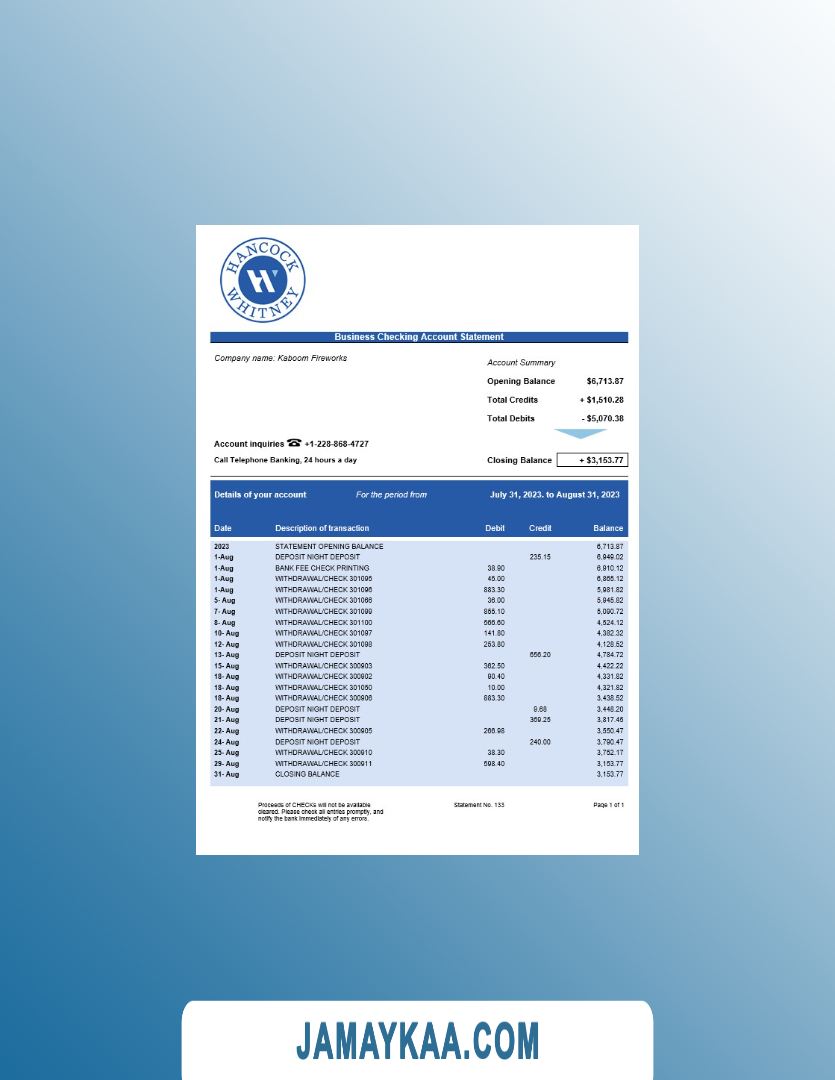 HANCOCK
WHITNEY
Business Checking Account Statement
Company name: Kaboom Fireworks
Account Summary
Opening Balance $6,713.87
Total Credits + $1,510.28
Total Debits - $5,070.38
Account inquiries ☎ +1-228-868-4727
Call Telephone Banking, 24 hours a day
Closing Balance + $3,153.77
Details of your account For the period from July 31, 2023. to August 31, 2023
Date Description of transaction Debit Credit Balance
2023 STATEMENT OPENING BALANCE 6,713.87
1-Aug DEPOSIT NIGHT DEPOSIT 235.15 6,949.02
1-Aug BANK FEE CHECK PRINTING 38.90 6,910.12
1-Aug WITHDRAWAL/CHECK 301095 45.00 6,865.12
1-Aug WITHDRAWAL/CHECK 301096 883.30 5,981.82
5- Aug WITHDRAWAL/CHECK 301066 36.00 5,945.82
7- Aug WITHDRAWAL/CHECK 301099 855.10 5,090.72
8- Aug WITHDRAWAL/CHECK 301100 566.60 4,524.12
10- Aug WITHDRAWAL/CHECK 301097 141.80 4,382.32
12- Aug WITHDRAWAL/CHECK 301098 253.80 4,128.52
13- Aug DEPOSIT NIGHT DEPOSIT 656.20 4,784.72
15- Aug WITHDRAWAL/CHECK 300903 362.50 4,422.22
18- Aug WITHDRAWAL/CHECK 300902 90.40 4,331.82
18- Aug WITHDRAWAL/CHECK 301060 10.00 4,321.82
18- Aug WITHDRAWAL/CHECK 300906 883.30 3,438.52
20- Aug DEPOSIT NIGHT DEPOSIT 9.68 3,448.20
21- Aug DEPOSIT NIGHT DEPOSIT 369.25 3,817.45
22- Aug WITHDRAWAL/CHECK 300905 266.98 3,550.47
24- Aug DEPOSIT NIGHT DEPOSIT 240.00 3,790.47
25- Aug WITHDRAWAL/CHECK 300910 38.30 3,752.17
29- Aug WITHDRAWAL/CHECK 300911 598.40 3,153.77
31- Aug CLOSING BALANCE 3,153.77
Proceeds of CHECKs will not be available Statement No. 133 Page 1 of 1
cleared. Please check all entries promptly, and
notify the bank immediately of any errors.
JAMAYKAA.COM